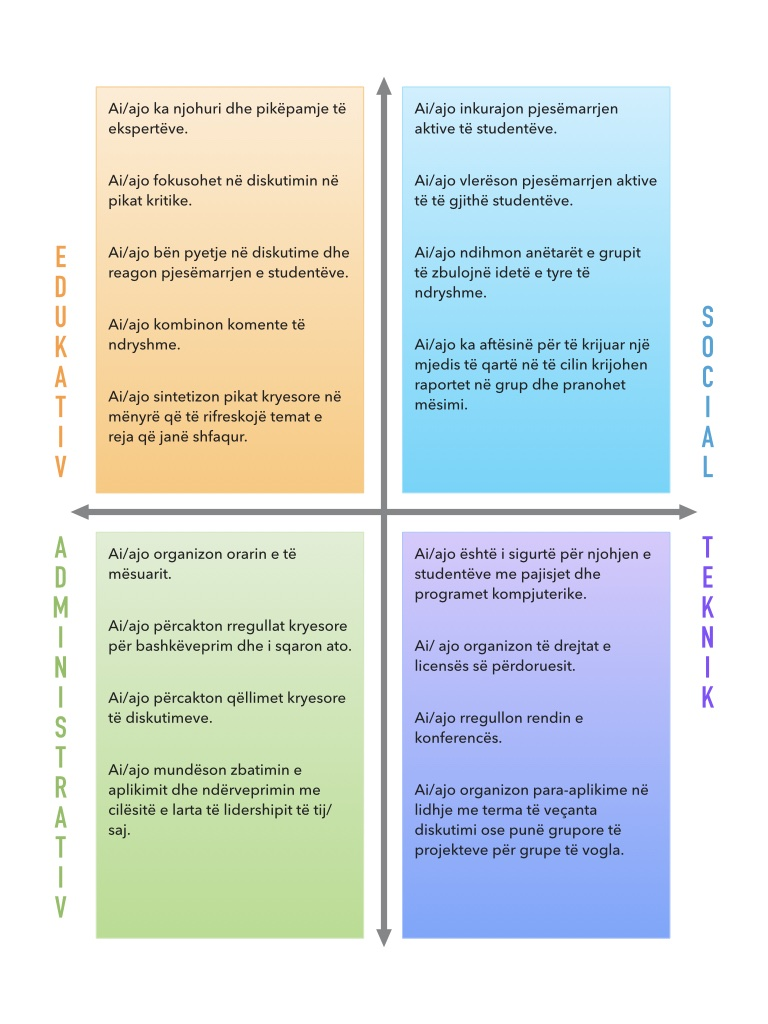 EDUKATIV
Ai/ajo ka njohuri dhe pikëpamje të
ekspertëve.
Ai/ajo fokusohet në diskutimin në
pikat kritike.
Ai/ajo bën pyetje në diskutime dhe
reagon pjesëmarrjen e studentëve.
Ai/ajo kombinon komente të
ndryshme.
Ai/ajo sintetizon pikat kryesore në
mënyrë që të rifreskojë temat e
reja që janë shfaqur.
SOCIAL
Ai/ajo inkurajon pjesëmarrjen
aktive të studentëve.
Ai/ajo vlerëson pjesëmarrjen aktive
të të gjithë studentëve.
Ai/ajo ndihmon anëtarët e grupit
të zbulojnë idetë e tyre të
ndryshme.
Ai/ajo ka aftësinë për të krijuar një
mjedis të qartë në të cilin krijohen
raportet në grup dhe pranohet
mësimi.
ADMINISTRATIV
Ai/ajo organizon orarin e të
mësuarit.
Ai/ajo përcakton rregullat kryesore
për bashkëveprim dhe i sqaron ato.
Ai/ajo përcakton qëllimet kryesore
të diskutimeve.
Ai/ajo mundëson zbatimin e
aplikimit dhe ndërveprimin me
cilësitë e larta të lidershipit të tij/
saj.
TEKNIK
Ai/ajo është i sigurtë për njohjen e
studentëve me pajisjet dhe
programet kompjuterike.
Ai/ ajo organizon të drejtat e
licensës së përdoruesit.
Ai/ajo rregullon rendin e
konferencës.
Ai/ajo organizon para-aplikime në
lidhje me terma të veçanta
diskutimi ose punë grupore të
projekteve për grupe të vogla.